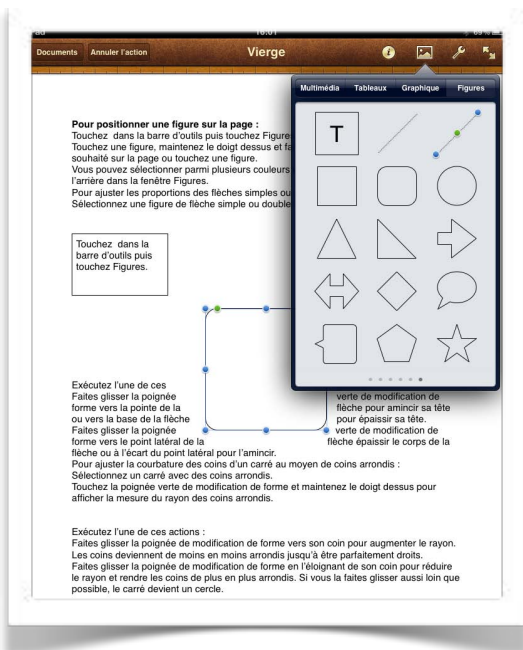 10:01
69 %
Documents
Annuler l'action
Vierge
Multimédia
Tableaux
Graphique
Figures
T
Pour positionner une figure sur la page :
Touchez  dans la barre d'outils puis touchez Figure
Touchez une figure, maintenez le doigt dessus et fa
souhaité sur la page ou touchez une figure.
Vous pouvez sélectionner parmi plusieurs couleurs
l'arrière dans la fenêtre Figures.
Pour ajuster les proportions des flèches simples ou
Sélectionnez une figure de flèche simple ou double
Touchez  dans la
barre d'outils puis
touchez Figures.
Exécutez l'une de ces
Faites glisser la poignée verte de modification de
forme vers la pointe de la flèche pour amincir sa tête
ou vers la base de la flèche pour épaissir sa tête.
Faites glisser la poignée verte de modification de
forme vers le point latéral de la flèche épaissir le corps de la
flèche ou à l'écart du point latéral pour l'amincir.
Pour ajuster la courbature des coins d'un carré au moyen de coins arrondis :
Sélectionnez un carré avec des coins arrondis.
Touchez la poignée verte de modification de forme et maintenez le doigt dessus pour
afficher la mesure du rayon des coins arrondis.
Exécutez l'une de ces actions :
Faites glisser la poignée de modification de forme vers son coin pour augmenter le rayon.
Les coins deviennent de moins en moins arrondis jusqu'à être parfaitement droits.
Faites glisser la poignée de modification de forme en l'éloignant de son coin pour réduire
le rayon et rendre les coins de plus en plus arrondis. Si vous la faites glisser aussi loin que
possible, le carré devient un cercle.